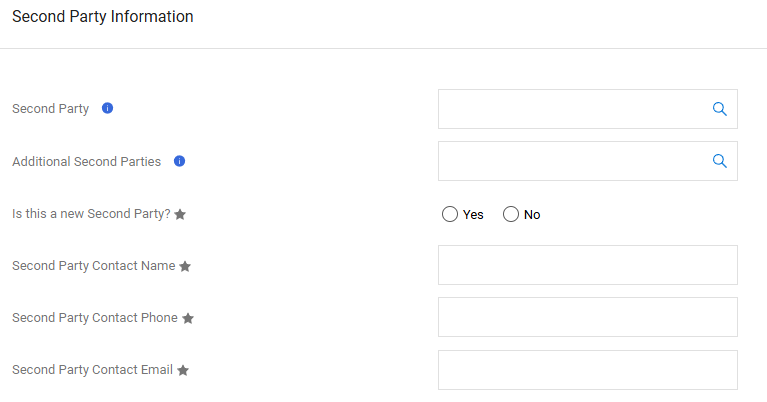 Second Party Information
Second Party
Additional Second Parties
Is this a new Second Party? Yes No
Second Party Contact Name
Second Party Contact Phone
Second Party Contact Email